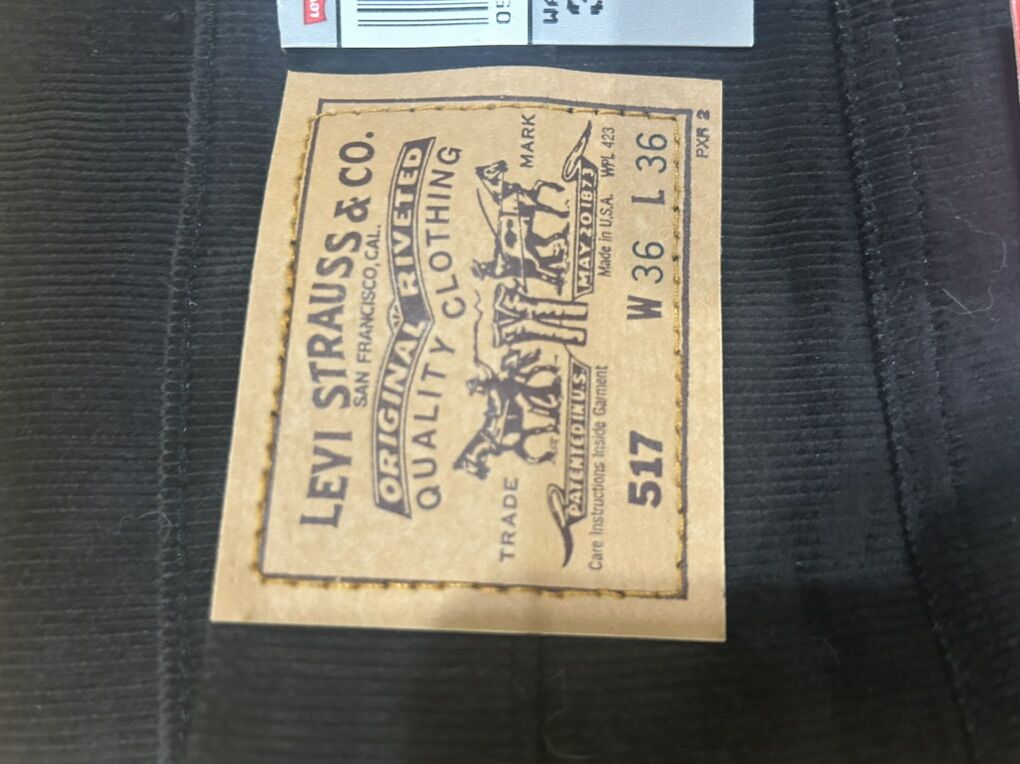 LEVI STRAUSS & CO.
SAN FRANCISCO, CAL.
ORIGINAL RIVETED
QUALITY CLOTHING
TRADE MARK
PATENTED IN U.S. MAY 20 1873
Care Instructions Inside Garment Made in U.S.A. WPL 423
517 W 36 L 36
PXR 2
05